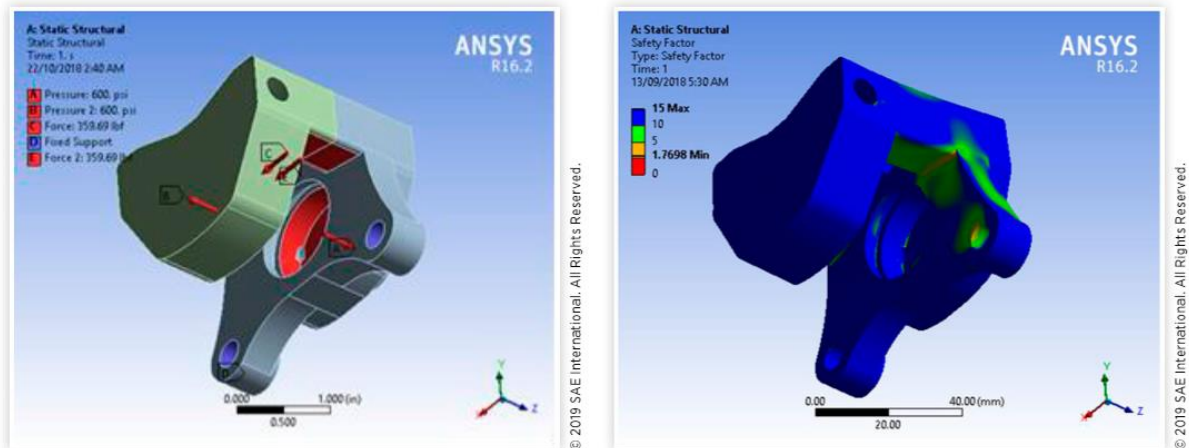 A: Static Structural
Static Structural
Time: 1. s
22/10/2018 2:40 AM
A Pressure: 600. psi
B Pressure 2: 600. psi
C Force: 359.69 lbf
D Fixed Support
E Force 2: 359.69 lbf
ANSYS
R16.2
C
B
A
D
0.000
1.000 (in)
0.500
Y
X
Z
© 2019 SAE International. All Rights Reserved.
A: Static Structural
Safety Factor
Type: Safety Factor
Time: 1
13/09/2018 5:30 AM
15 Max
10
5
1.7698 Min
0
ANSYS
R16.2
0.00
40.00 (mm)
20.00
Y
X
Z
© 2019 SAE International. All Rights Reserved.